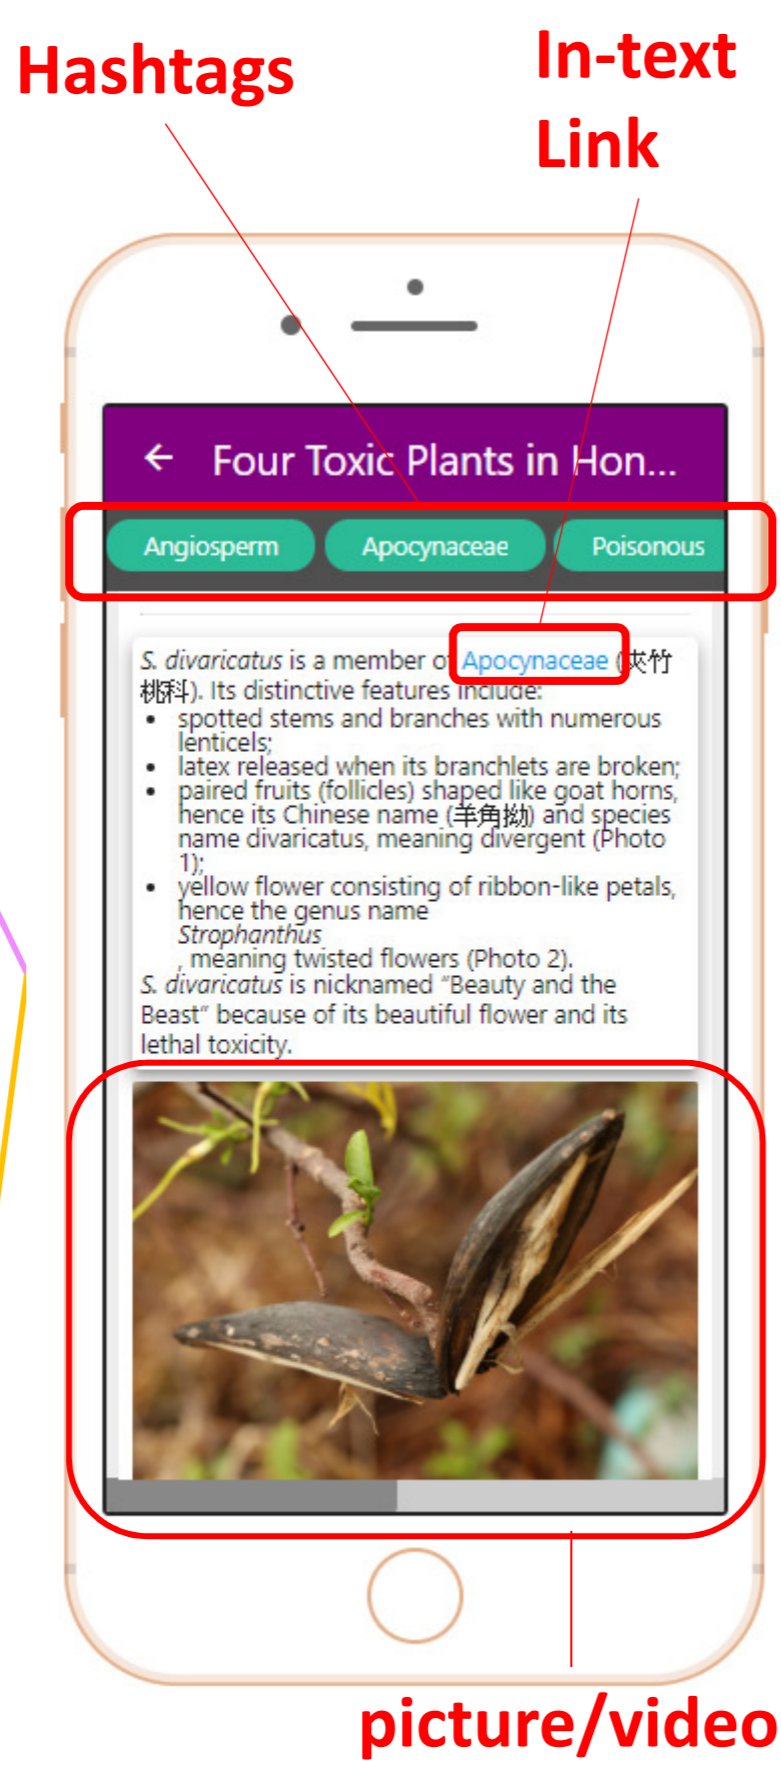 Hashtags
In-text
Link
← Four Toxic Plants in Hon...
Angiosperm Apocynaceae Poisonous
S. divaricatus is a member of Apocynaceae (夾竹
桃科). Its distinctive features include:
• spotted stems and branches with numerous
lenticels;
• latex released when its branchlets are broken;
• paired fruits (follicles) shaped like goat horns,
hence its Chinese name (羊角拗) and species
name divaricatus, meaning divergent (Photo
1);
• yellow flower consisting of ribbon-like petals,
hence the genus name
Strophanthus
, meaning twisted flowers (Photo 2).
S. divaricatus is nicknamed “Beauty and the
Beast” because of its beautiful flower and its
lethal toxicity.
picture/video